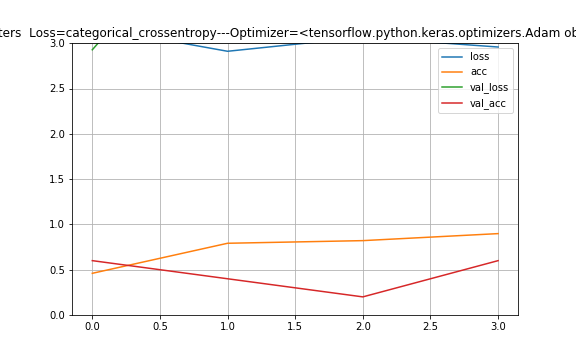 ters Loss=categorical_crossentropy---Optimizer=<tensorflow.python.keras.optimizers.Adam ob
3.0
2.5
2.0
1.5
1.0
0.5
0.0
loss
acc
val_loss
val_acc
0.0 0.5 1.0 1.5 2.0 2.5 3.0